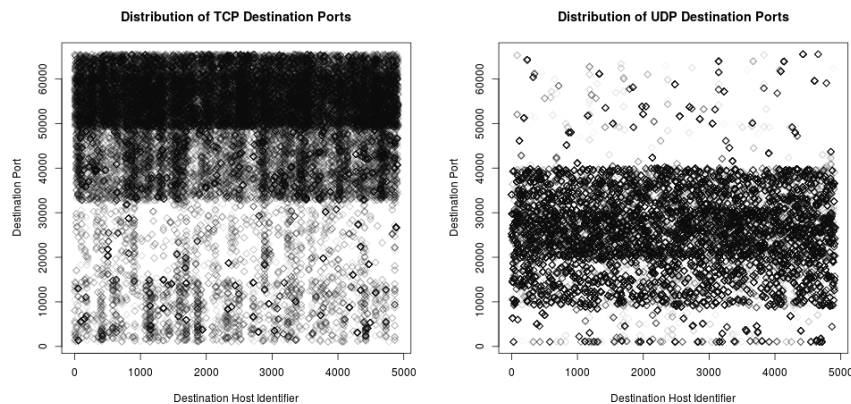 Distribution of TCP Destination Ports
Destination Port
60000
50000
40000
30000
20000
10000
0
0 1000 2000 3000 4000 5000
Destination Host Identifier
Distribution of UDP Destination Ports
Destination Port
60000
50000
40000
30000
20000
10000
0
0 1000 2000 3000 4000 5000
Destination Host Identifier